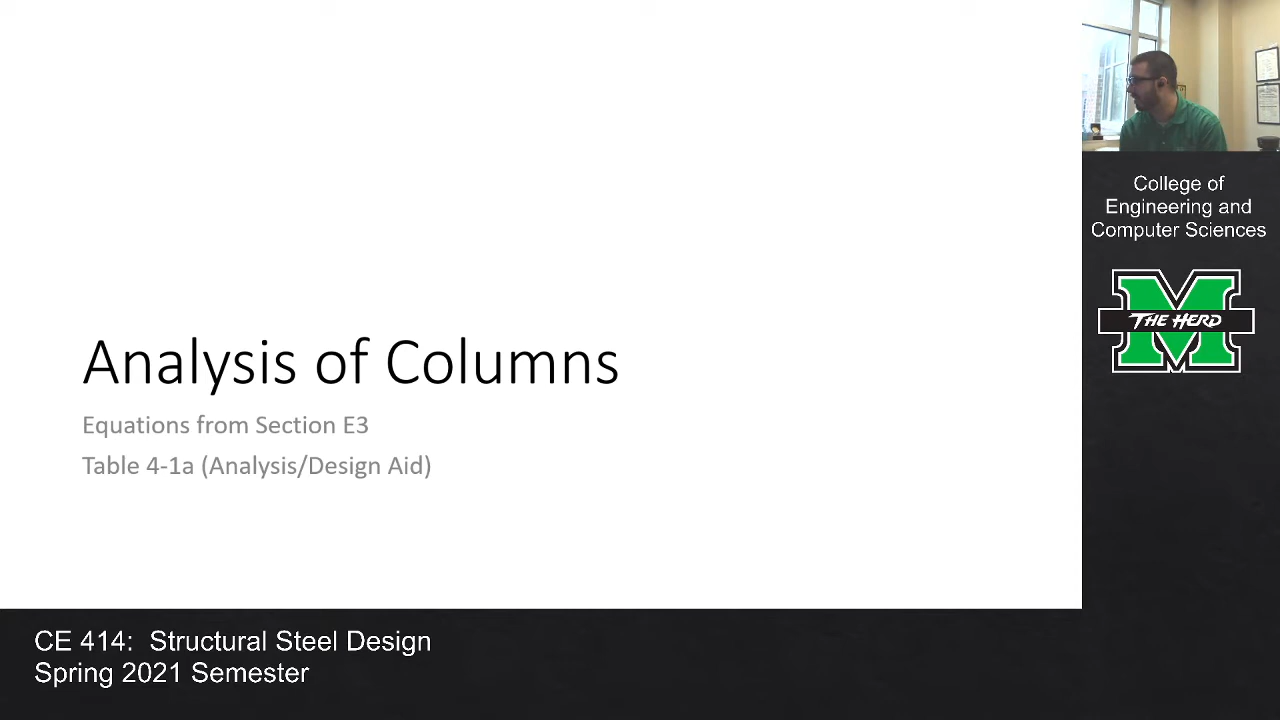 Analysis of Columns
Equations from Section E3
Table 4-1a (Analysis/Design Aid)
College of
Engineering and
Computer Sciences
THE HERD
CE 414:  Structural Steel Design
Spring 2021 Semester